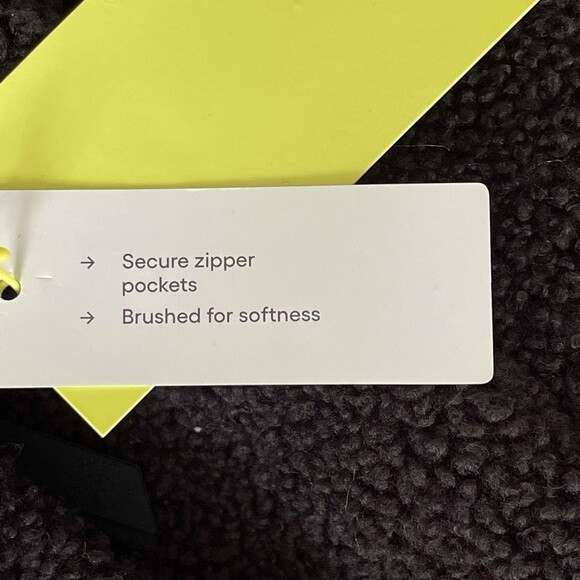 → Secure zipper
pockets
→ Brushed for softness